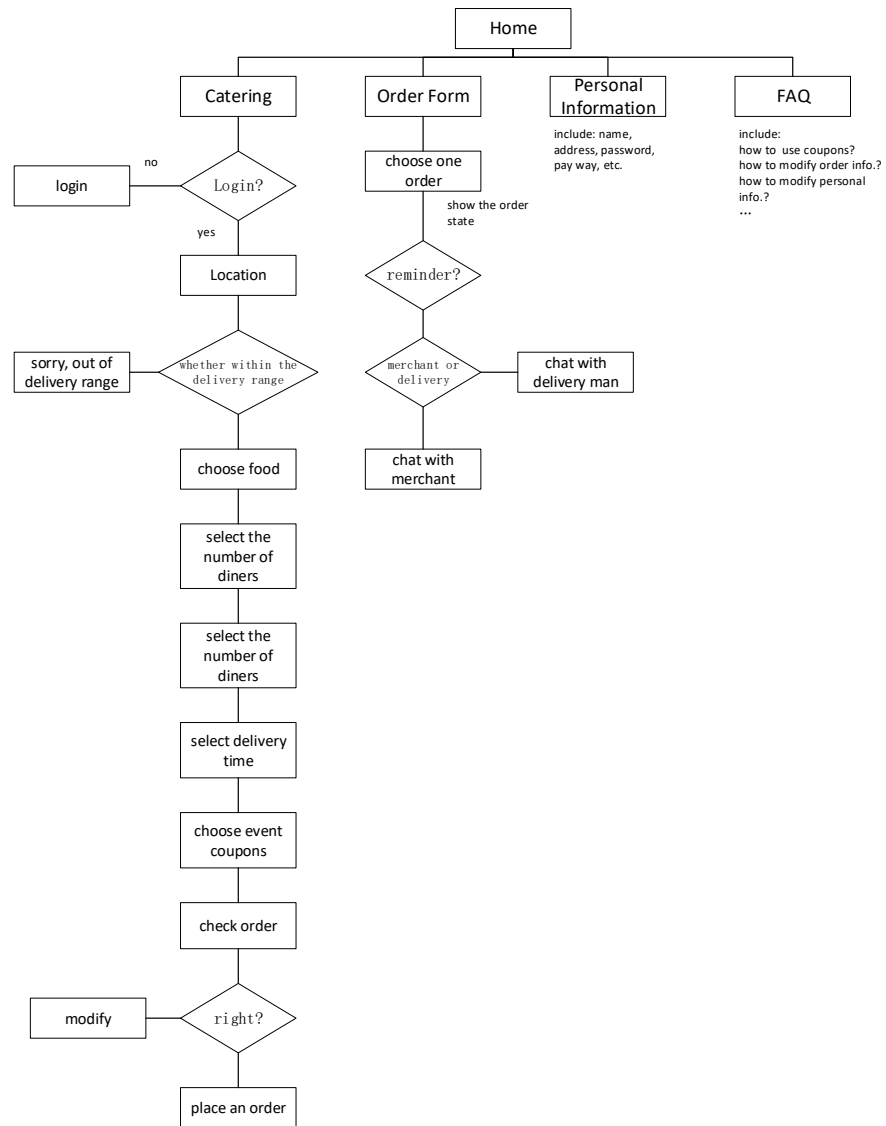 Home
Catering
Order Form
Personal
Information
FAQ
include: name,
address, password,
pay way, etc.
include:
how to  use coupons?
how to modify order info.?
how to modify personal
info.?
...
choose one
order
no
login
Login?
show the order
state
yes
Location
reminder?
sorry, out of
delivery range
whether within the
delivery range
merchant or
delivery
chat with
delivery man
choose food
chat with
merchant
select the
number of
diners
select the
number of
diners
select delivery
time
choose event
coupons
check order
modify
right?
place an order